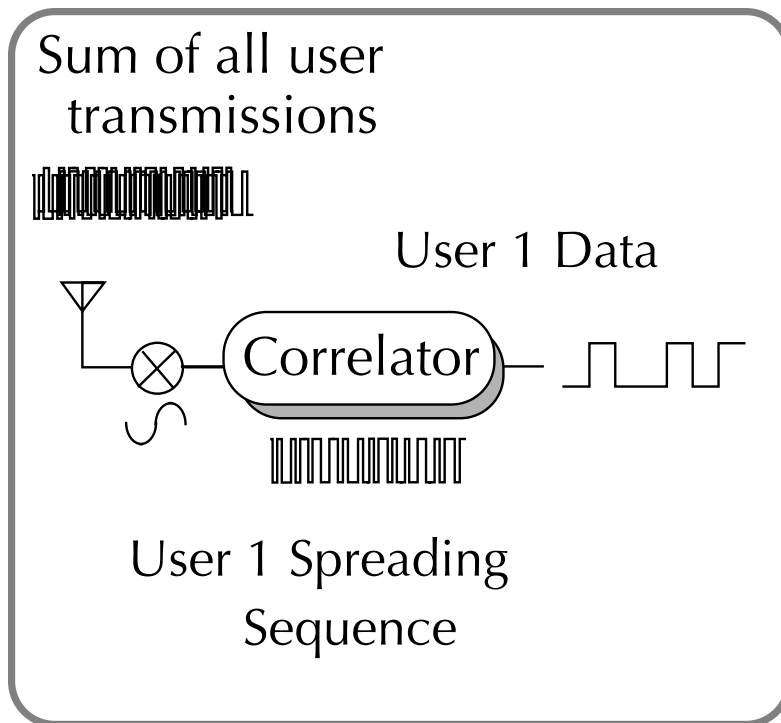 Sum of all user
transmissions
User 1 Data
Correlator
User 1 Spreading
Sequence